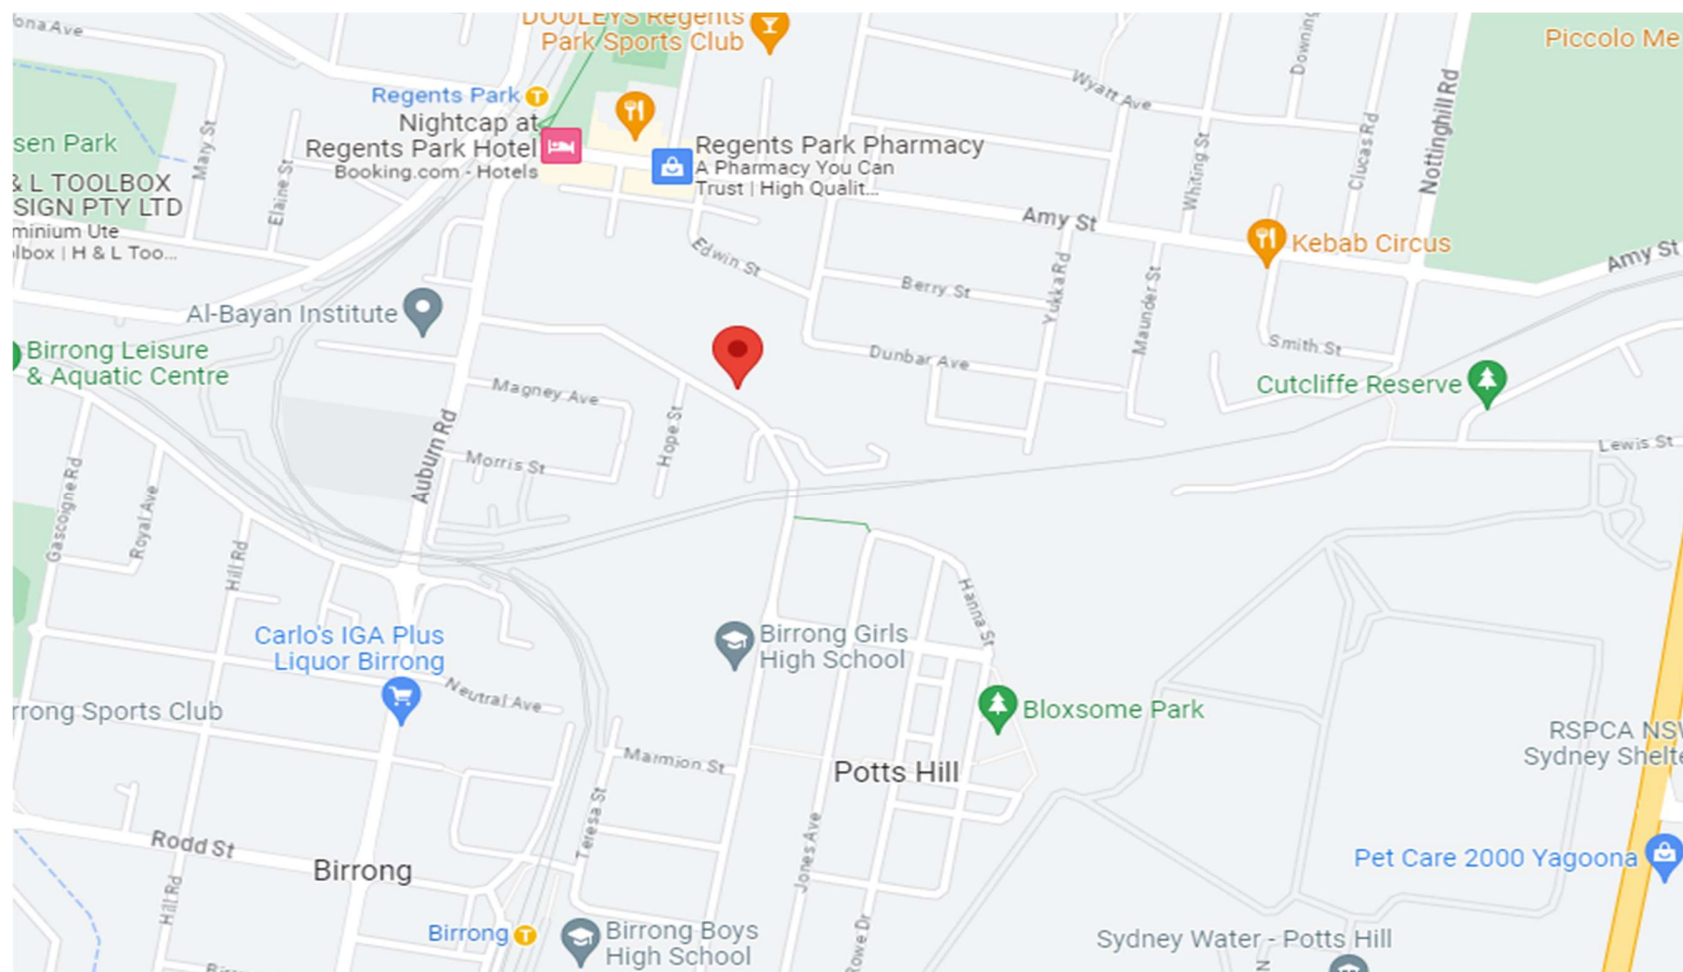 ona Ave
DOOLEYS Regents
Park Sports Club
Piccolo Me
Downing
Wyatt Ave
Nottinghill Rd
Regents Park
T
Nightcap at
Regents Park Hotel
Booking.com - Hotels
Regents Park Pharmacy
A Pharmacy You Can
Trust | High Qualit...
sen Park
Mary St
Elaine St
Whiting St
Clucas Rd
& L TOOLBOX
SIGN PTY LTD
minium Ute
lbox | H & L Too...
Amy St
Kebab Circus
Amy St
Edwin St
Berry St
Yukka Rd
Maunder St
Al-Bayan Institute
Birrong Leisure
& Aquatic Centre
Dunbar Ave
Smith St
Cutcliffe Reserve
Magney Ave
Auburn Rd
Hope St
Morris St
Lewis St
Gascoigne Rd
Royal Ave
Hill Rd
Hanna St
Carlo's IGA Plus
Liquor Birrong
Birrong Girls
High School
Neutral Ave
rrong Sports Club
Bloxsome Park
RSPCA NSW
Sydney Shelte
Marmion St
Potts Hill
Teresa St
Jones Ave
Rodd St
Birrong
Pet Care 2000 Yagoona
Hill Rd
Birrong
T
Birrong Boys
High School
Rowe Dr
Sydney Water - Potts Hill
N